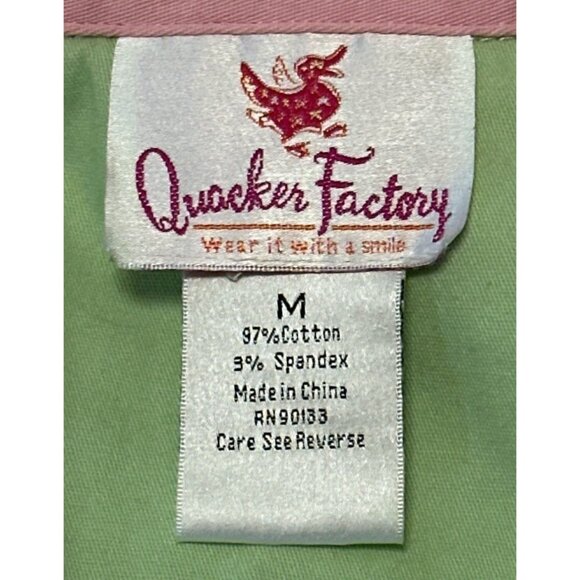 Quacker Factory
Wear it with a smile
M
97% Cotton
3% Spandex
Made in China
RN90133
Care See Reverse